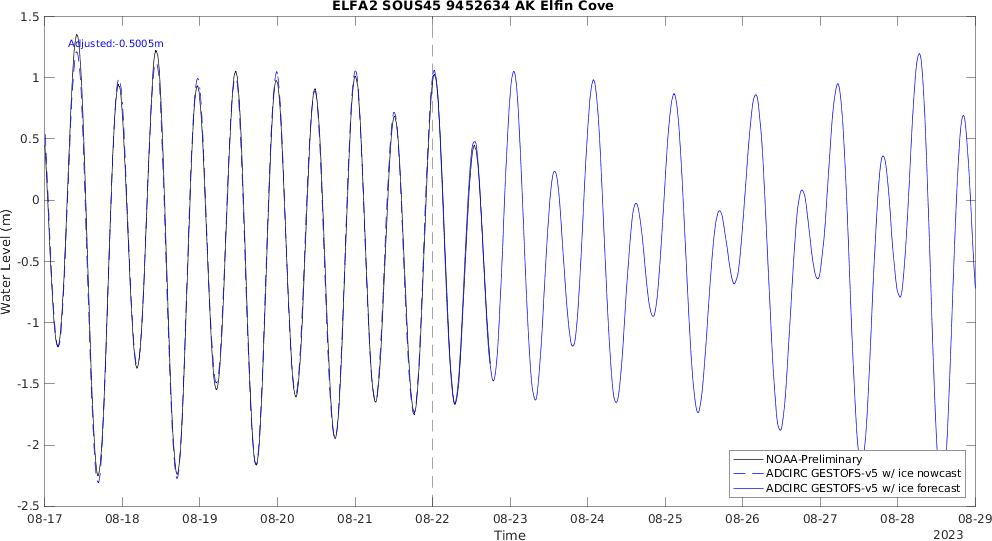 ELFA2 SOUS45 9452634 AK Elfin Cove
Adjusted:-0.5005m
Water Level (m)
1.5
1
0.5
0
-0.5
-1
-1.5
-2
-2.5
NOAA-Preliminary
ADCIRC GESTOFS-v5 w/ ice nowcast
ADCIRC GESTOFS-v5 w/ ice forecast
08-17 08-18 08-19 08-20 08-21 08-22 08-23 08-24 08-25 08-26 08-27 08-28 08-29
Time
2023